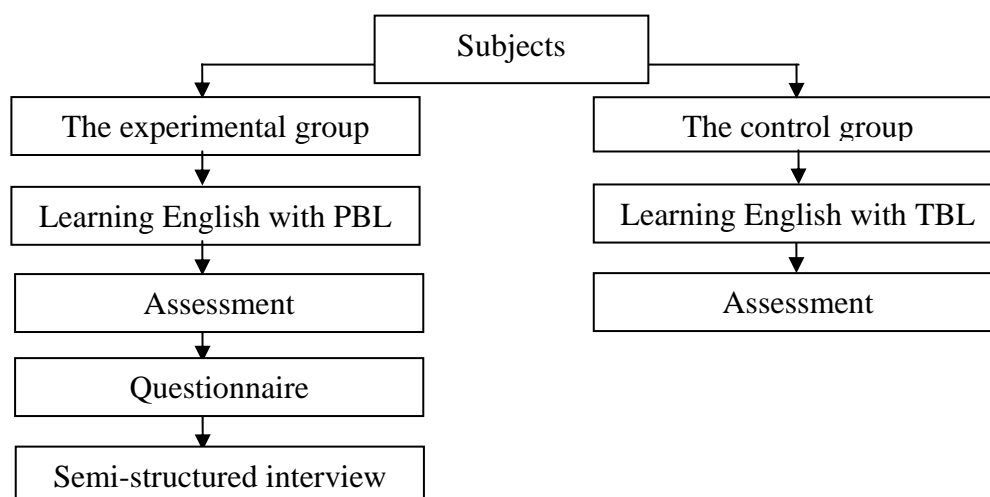 Subjects
The experimental group
The control group
Learning English with PBL
Learning English with TBL
Assessment
Assessment
Questionnaire
Semi-structured interview